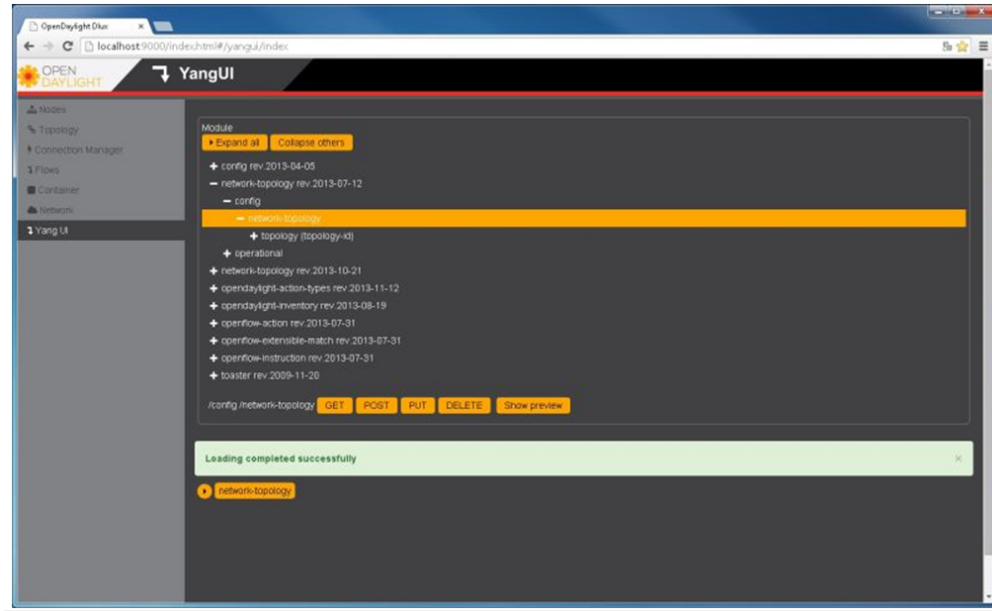 OpenDaylight Dlux
localhost:9000/index.html#/yangui/index
OPEN
DAYLIGHT
YangUI
Nodes
Topology
Connection Manager
Flows
Container
Network
Yang UI
Module
Expand all Collapse others
config rev.2013-04-05
network-topology rev.2013-07-12
config
network-topology
topology (topology-id)
operational
network-topology rev.2013-10-21
opendaylight-action-types rev.2013-11-12
opendaylight-inventory rev.2013-08-19
openflow-action rev.2013-07-31
openflow-extensible-match rev.2013-07-31
openflow-instruction rev.2013-07-31
toaster rev.2009-11-20
/config /network-topology GET POST PUT DELETE Show preview
Loading completed successfully
network-topology